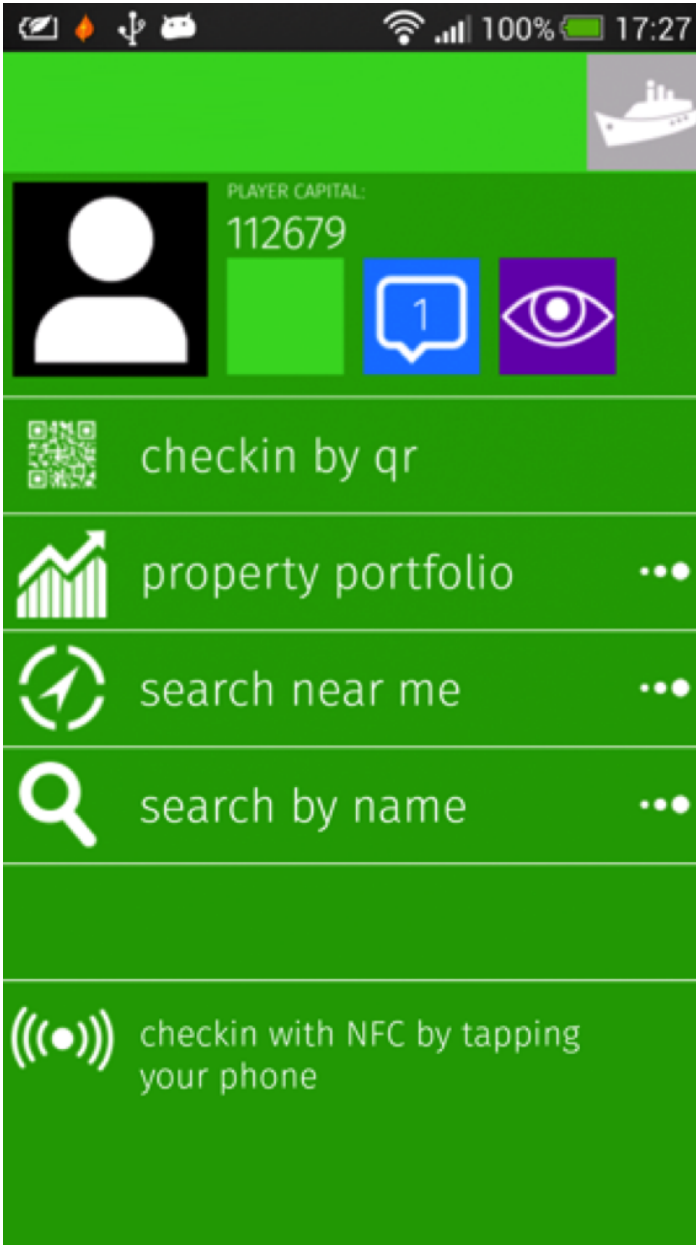 100% 17:27
PLAYER CAPITAL:
112679
1
checkin by qr
property portfolio
search near me
search by name
checkin with NFC by tapping
your phone